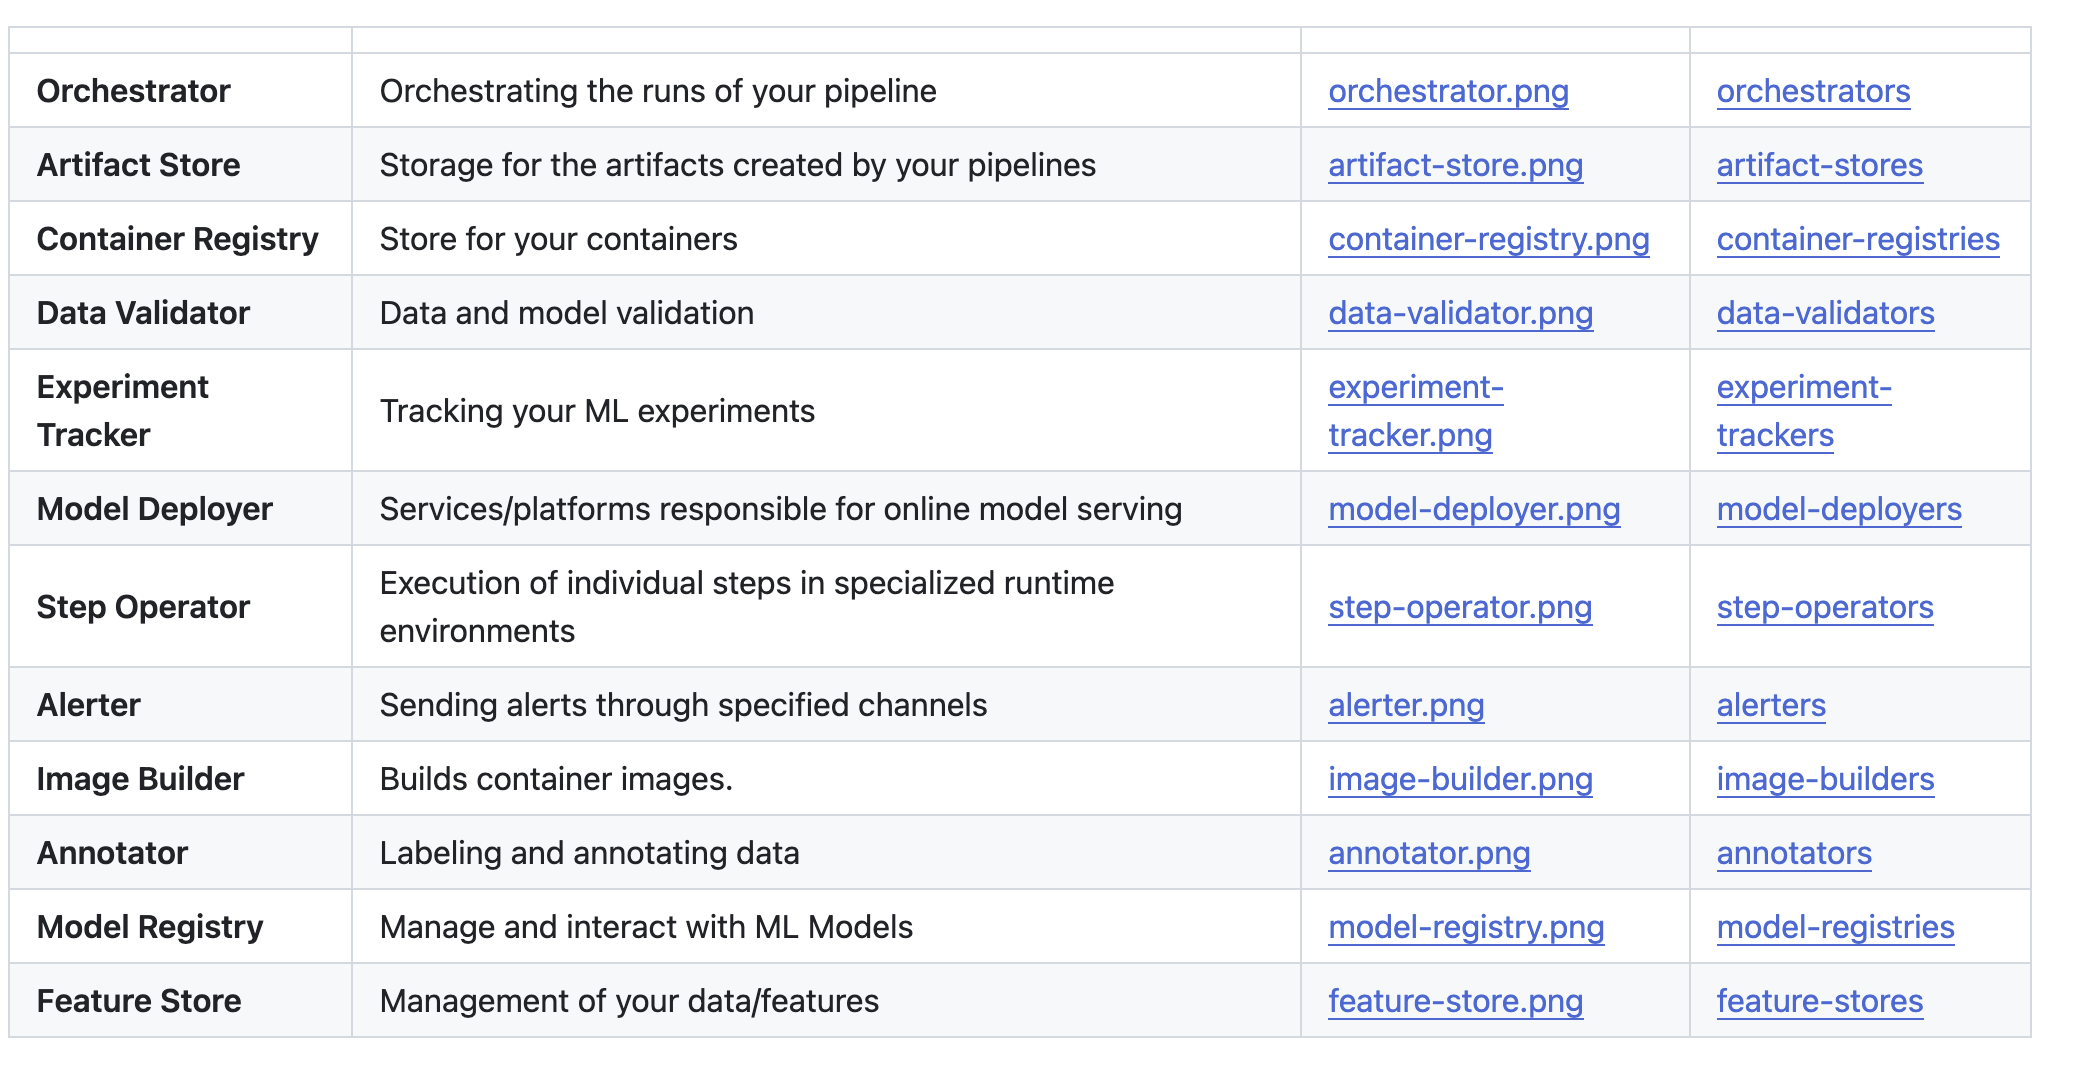 Orchestrator Orchestrating the runs of your pipeline orchestrator.png orchestrators
Artifact Store Storage for the artifacts created by your pipelines artifact-store.png artifact-stores
Container Registry Store for your containers container-registry.png container-registries
Data Validator Data and model validation data-validator.png data-validators
Experiment
Tracker
Tracking your ML experiments
experiment-
tracker.png
experiment-
trackers
Model Deployer Services/platforms responsible for online model serving model-deployer.png model-deployers
Step Operator
Execution of individual steps in specialized runtime
environments
step-operator.png
step-operators
Alerter Sending alerts through specified channels alerter.png alerters
Image Builder Builds container images. image-builder.png image-builders
Annotator Labeling and annotating data annotator.png annotators
Model Registry Manage and interact with ML Models model-registry.png model-registries
Feature Store Management of your data/features feature-store.png feature-stores